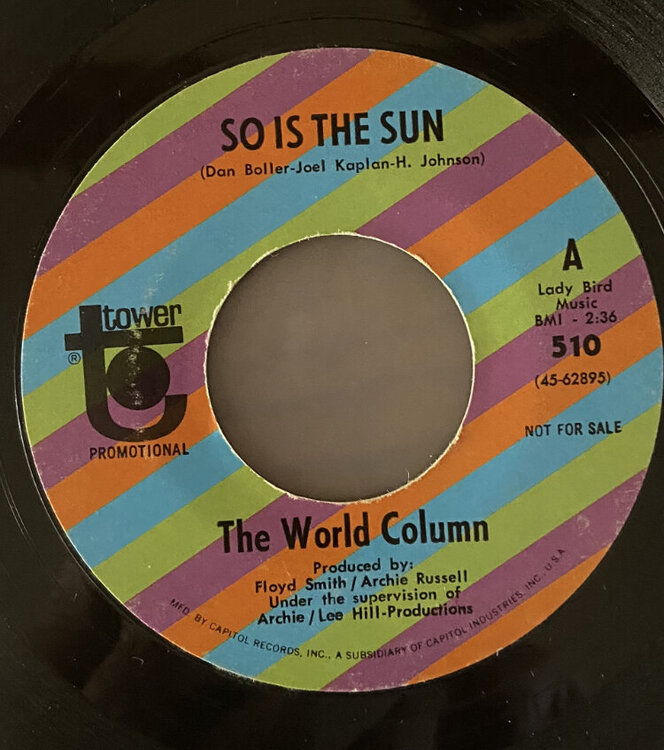 SO IS THE SUN
(Dan Boller-Joel Kaplan-H. Johnson)
A
Lady Bird
Music
BMI - 2:36
510
(45-62895)
NOT FOR SALE
tower
t
®
PROMOTIONAL
The World Column
Produced by:
Floyd Smith/Archie Russell
Under the supervision of
Archie/Lee Hill-Productions
MFD. BY CAPITOL RECORDS, INC., A SUBSIDIARY OF CAPITOL INDUSTRIES, INC. U.S.A.